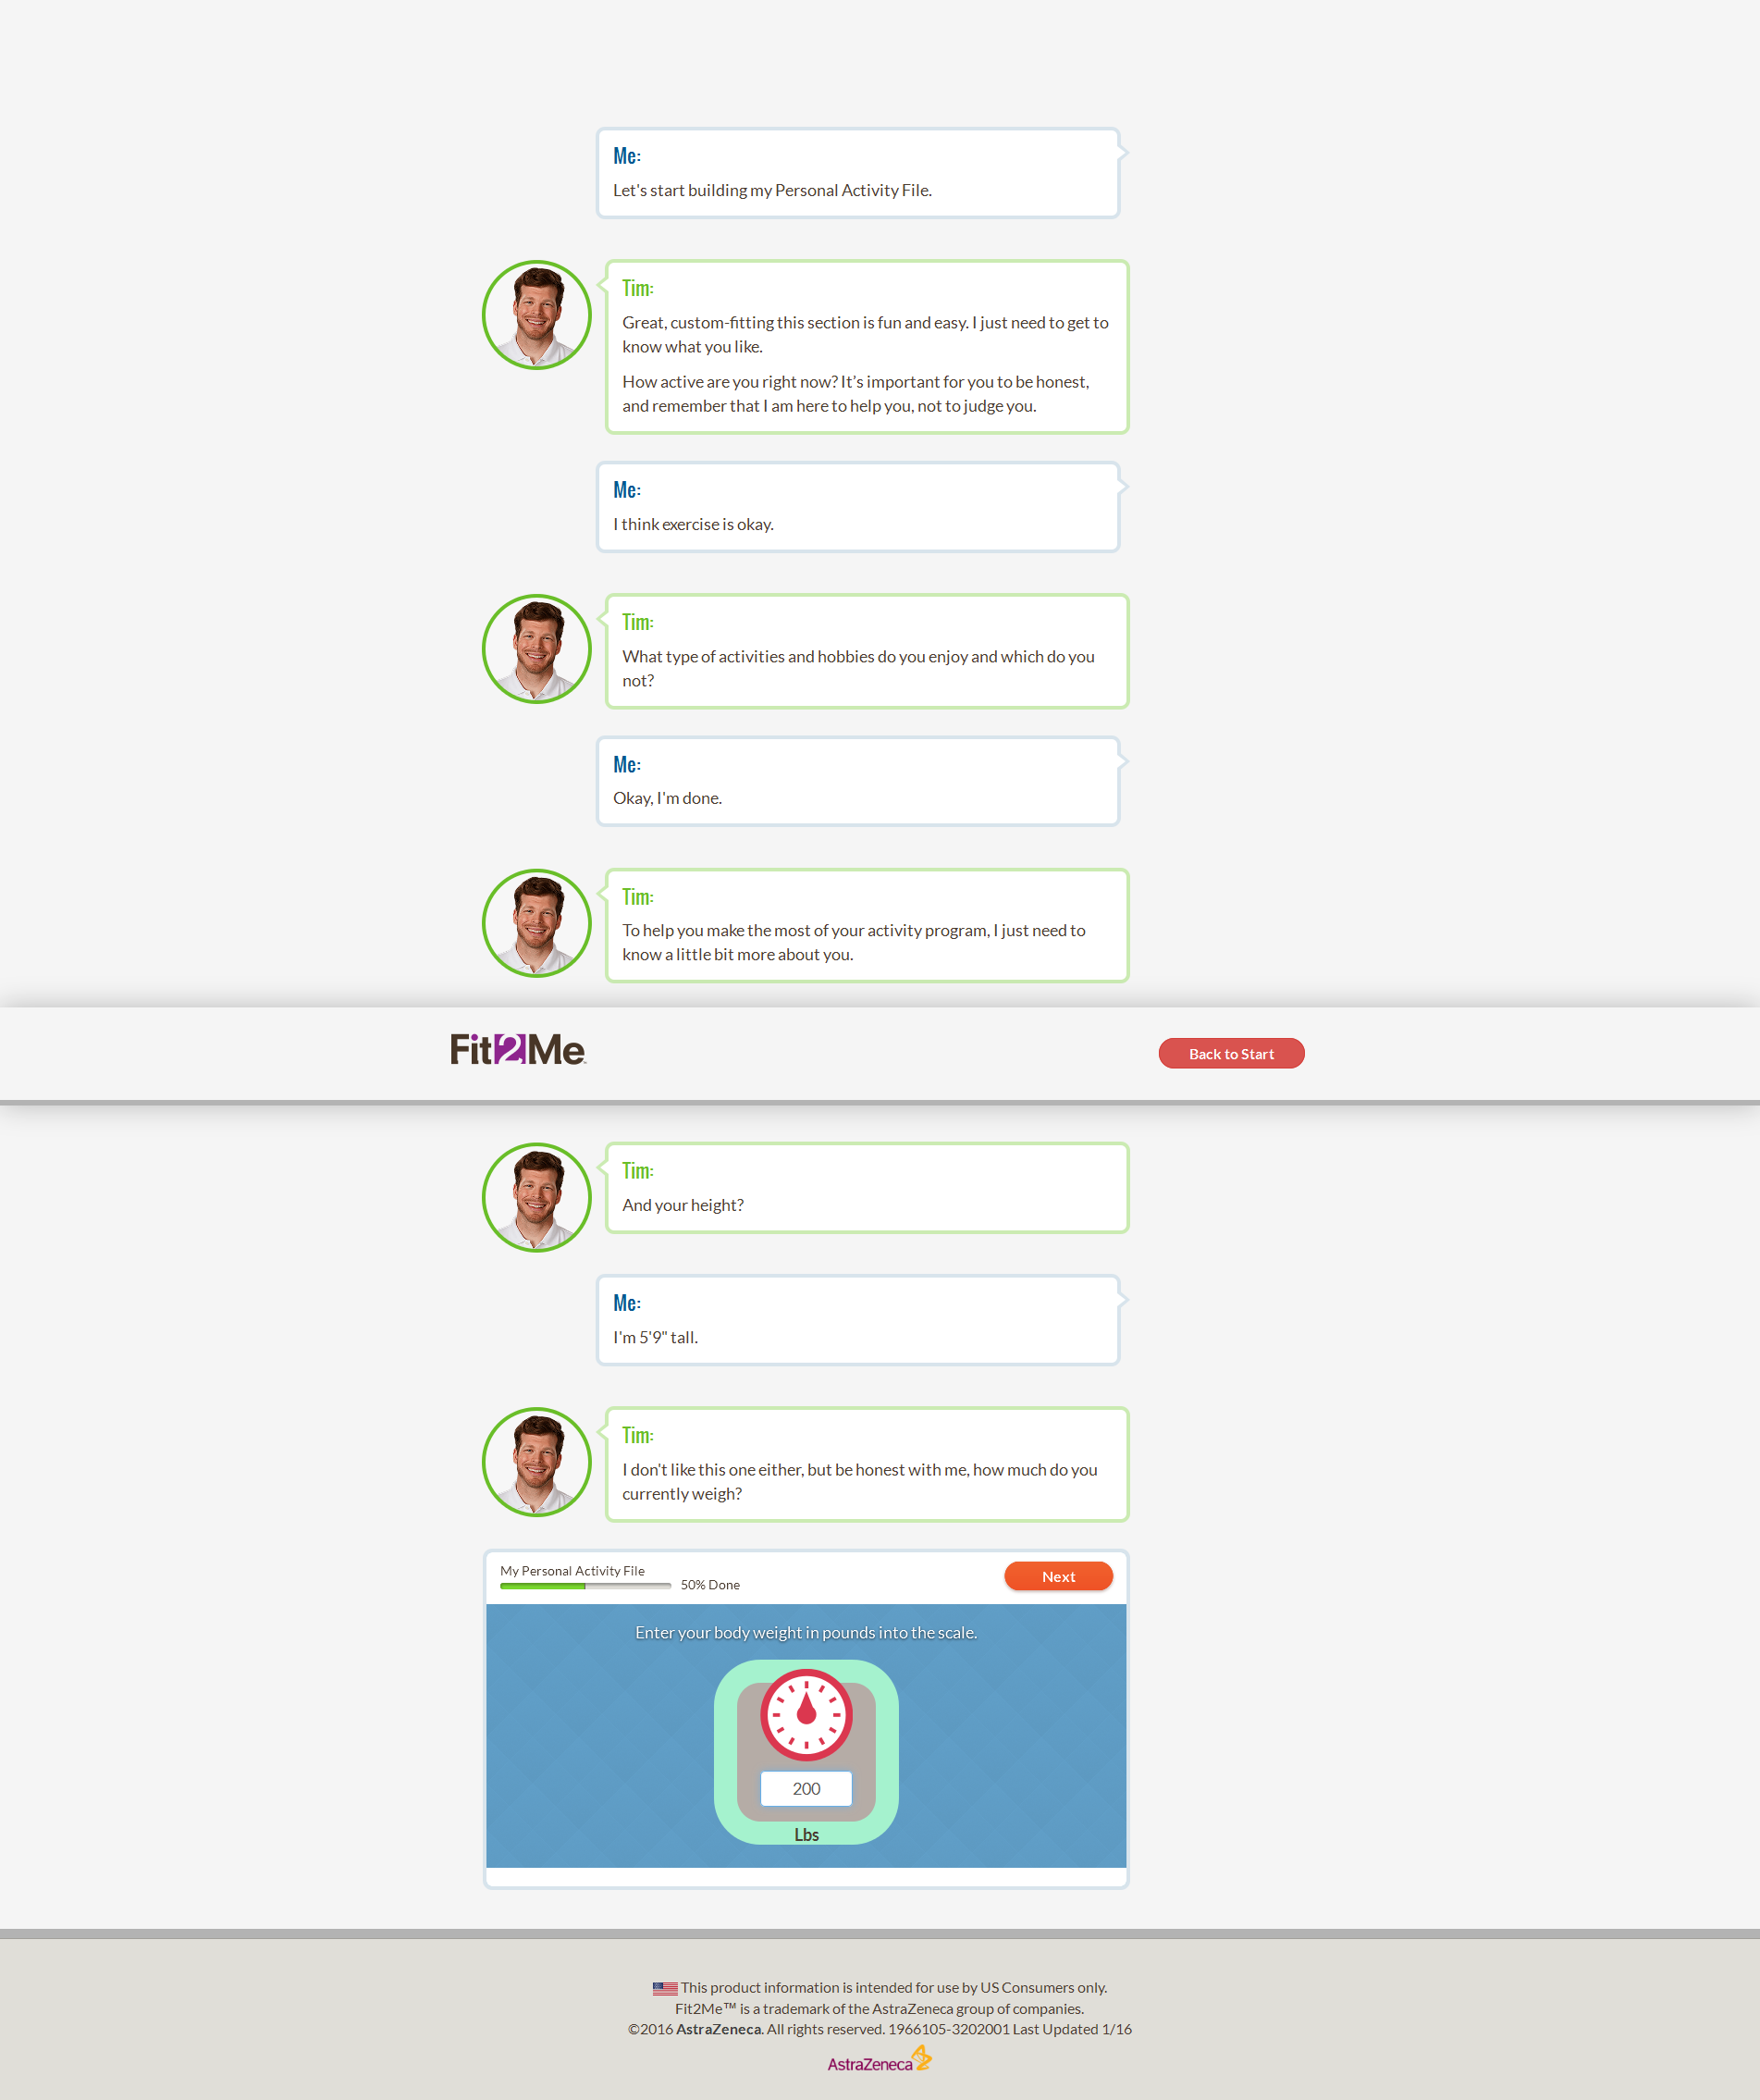 Me:
Let's start building my Personal Activity File.
Tim:
Great, custom-fitting this section is fun and easy. I just need to get to
know what you like.
How active are you right now? It’s important for you to be honest,
and remember that I am here to help you, not to judge you.
Me:
I think exercise is okay.
Tim:
What type of activities and hobbies do you enjoy and which do you
not?
Me:
Okay, I'm done.
Tim:
To help you make the most of your activity program, I just need to
know a little bit more about you.
Fit2Me
Back to Start
Tim:
And your height?
Me:
I'm 5'9" tall.
Tim:
I don't like this one either, but be honest with me, how much do you
currently weigh?
My Personal Activity File
50% Done
Next
Enter your body weight in pounds into the scale.
200
Lbs
This product information is intended for use by US Consumers only.
Fit2Me™ is a trademark of the AstraZeneca group of companies.
©2016 AstraZeneca. All rights reserved. 1966105-3202001 Last Updated 1/16
AstraZeneca